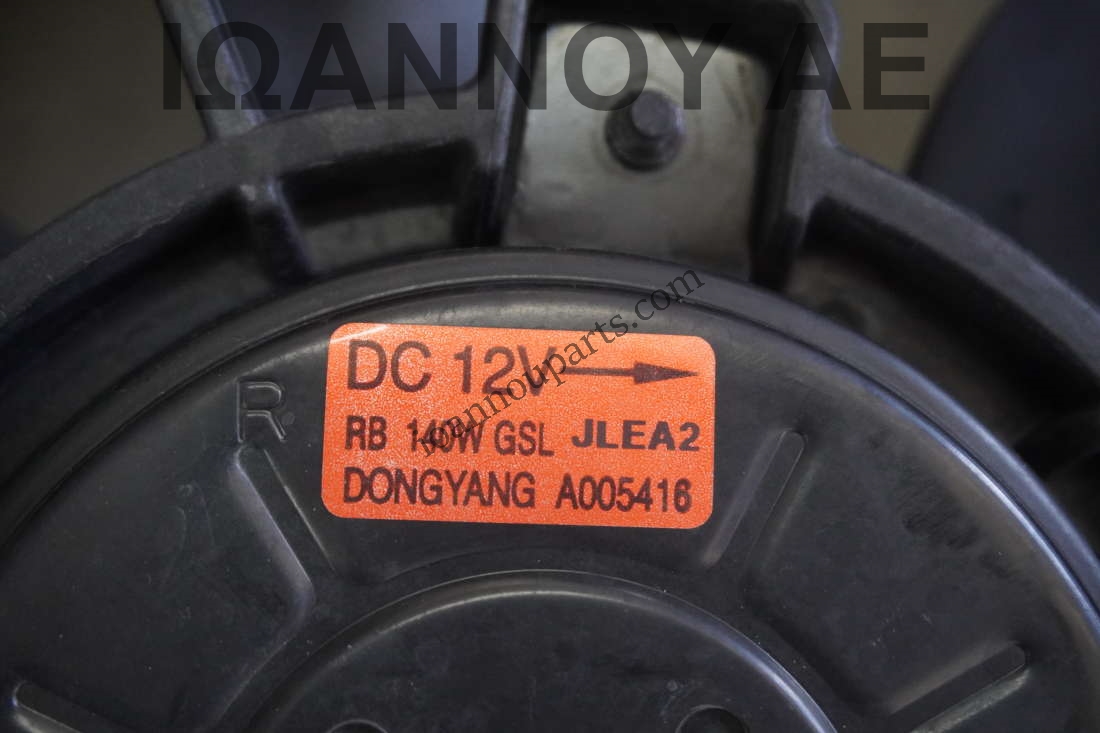 ΙΩΑΝΝΟΥ ΑΕ
ioannouparts.com
DC 12V
R
RB 140W GSL JLEA2
DONGYANG A005416